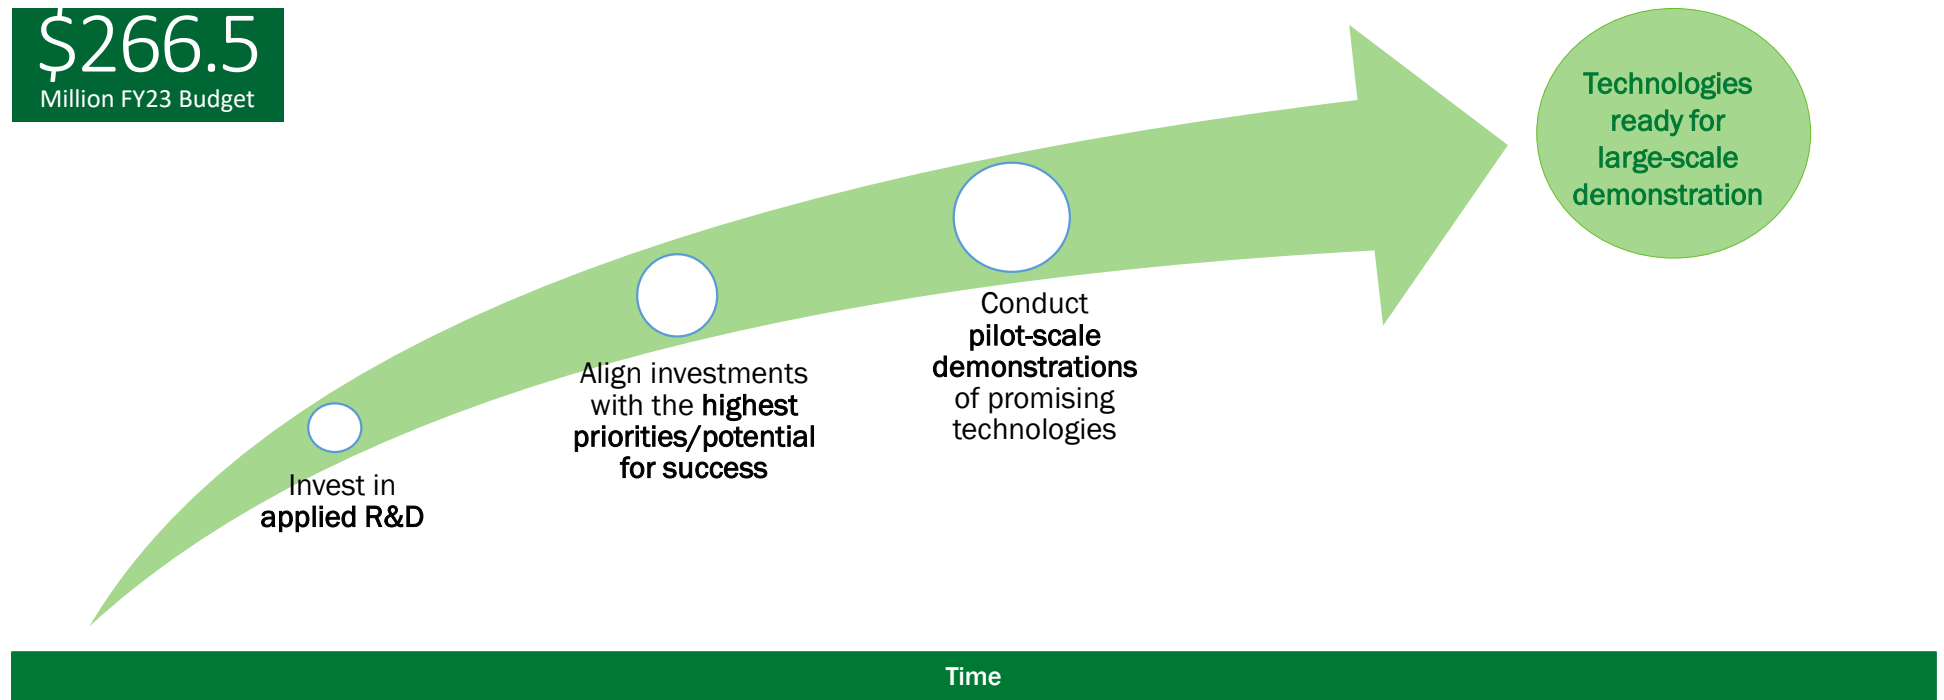 $266.5
Million FY23 Budget
Technologies
ready for
large-scale
demonstration
Conduct
pilot-scale
demonstrations
of promising
technologies
Align investments
with the highest
priorities/potential
for success
Invest in
applied R&D
Time